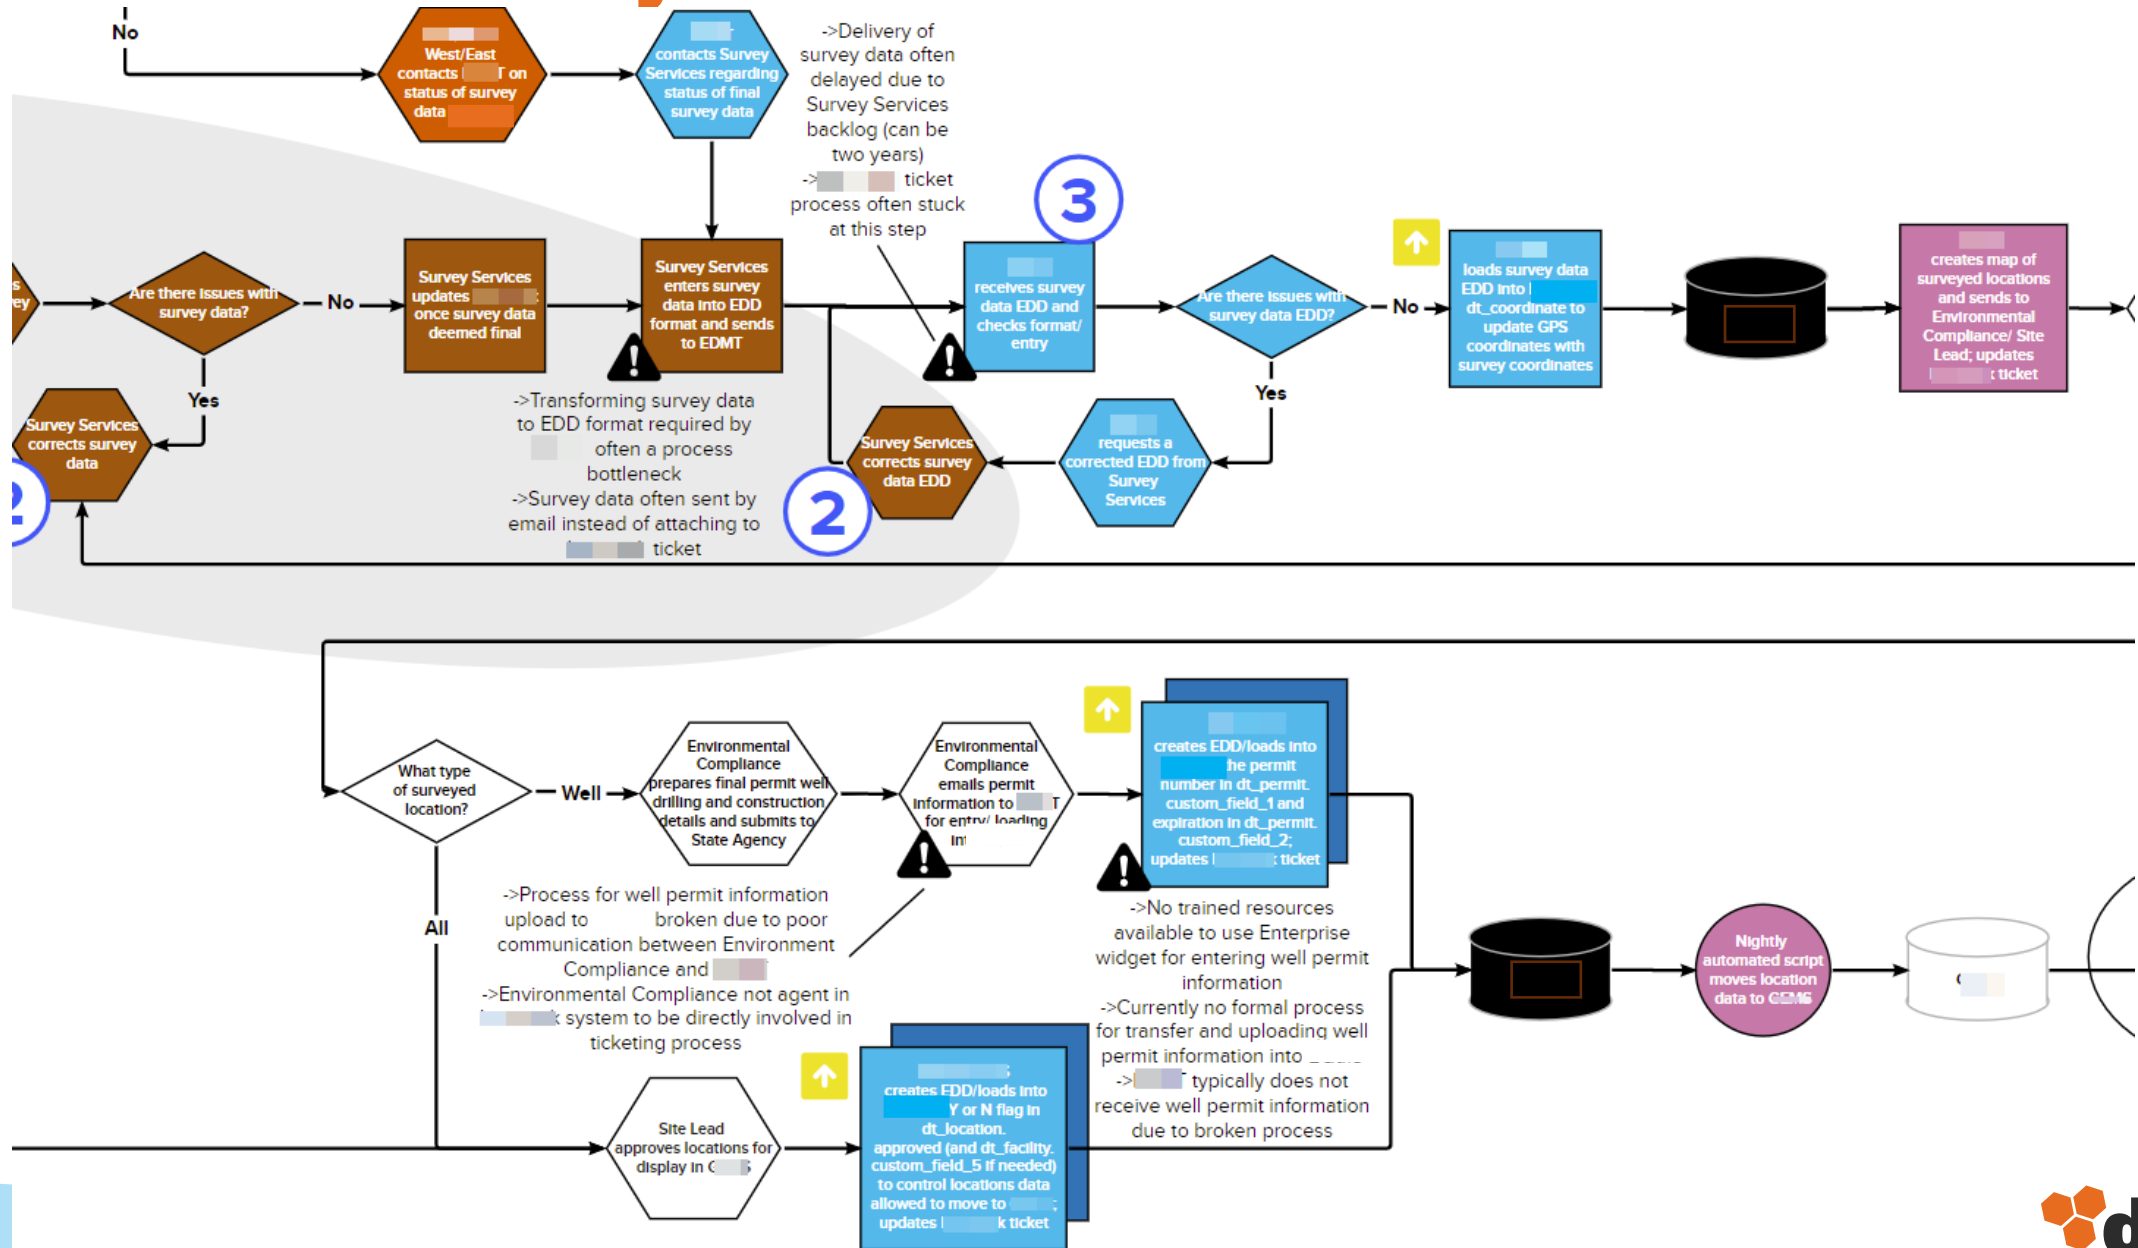 No
West/East
contacts
T on
status of survey
data
contacts Survey
Services regarding
status of final
survey data
->Delivery of
survey data often
delayed due to
Survey Services
backlog (can be
two years)
->
ticket
process often stuck
at this step
3
Are there issues with
survey data?
No
Yes
Survey Services
corrects survey
data
2
Survey Services
updates
once survey data
deemed final
Survey Services
enters survey
data into EDD
format and sends
to EDMT
->Transforming survey data
to EDD format required by
often a process
bottleneck
->Survey data often sent by
email instead of attaching to
ticket
receives survey
data EDD and
checks format/
entry
Are there issues with
survey data EDD?
No
Yes
requests a
corrected EDD from
Survey
Services
Survey Services
corrects survey
data EDD
2
loads survey data
EDD into
dt_coordinate to
update GPS
coordinates with
survey coordinates
creates map of
surveyed locations
and sends to
Environmental
Compliance/ Site
Lead; updates
ticket
What type
of surveyed
location?
Well
All
Environmental
Compliance
prepares final permit well
drilling and construction
details and submits to
State Agency
Environmental
Compliance
emails permit
information to
T
for entry/ loading
->Process for well permit information
upload to
broken due to poor
communication between Environment
Compliance and
->Environmental Compliance not agent in
system to be directly involved in
ticketing process
creates EDD/loads into
the permit
number in dt_permit.
custom_field_1 and
expiration in dt_permit.
custom_field_2;
updates
ticket
->No trained resources
available to use Enterprise
widget for entering well permit
information
->Currently no formal process
for transfer and uploading well
permit information into
->
typically does not
receive well permit information
due to broken process
Site Lead
approves locations for
display in
creates EDD/loads into
Y or N flag in
dt_location.
approved (and dt_facility.
custom_field_5 if needed)
to control locations data
allowed to move to
updates
k ticket
Nightly
automated script
moves location
data to
d